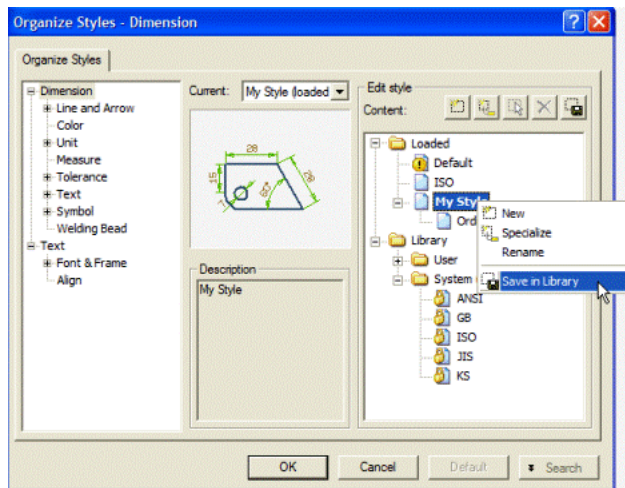 Organize Styles - Dimension
Organize Styles
Dimension
Line and Arrow
Color
Unit
Measure
Tolerance
Text
Symbol
Welding Bead
Text
Font & Frame
Align
Current: My Style (loaded
28
15
Description
My Style
Edit style
Content:
Loaded
Default
ISO
My Style
Ord
New
Specialize
Rename
Save in Library
Library
User
System
ANSI
GB
ISO
JIS
KS
OK
Cancel
Default
Search